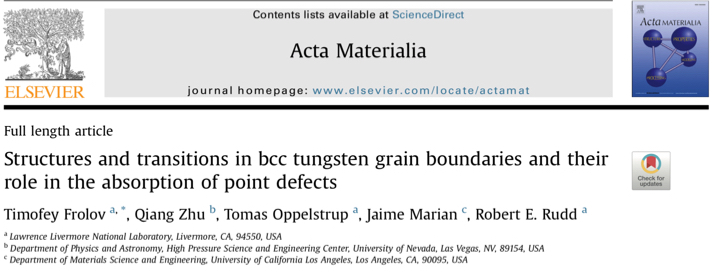 Contents lists available at ScienceDirect
Acta MATERIALIA
Acta Materialia
ELSEVIER
journal homepage: www.elsevier.com/locate/actamat
Full length article
Structures and transitions in bcc tungsten grain boundaries and their
role in the absorption of point defects
Check for
updates
Timofey Frolov a, *, Qiang Zhu b, Tomas Oppelstrup a, Jaime Marian c, Robert E. Rudd a
a Lawrence Livermore National Laboratory, Livermore, CA, 94550, USA
b Department of Physics and Astronomy, High Pressure Science and Engineering Center, University of Nevada, Las Vegas, NV, 89154, USA
c Department of Materials Science and Engineering, University of California Los Angeles, Los Angeles, CA, 90095, USA